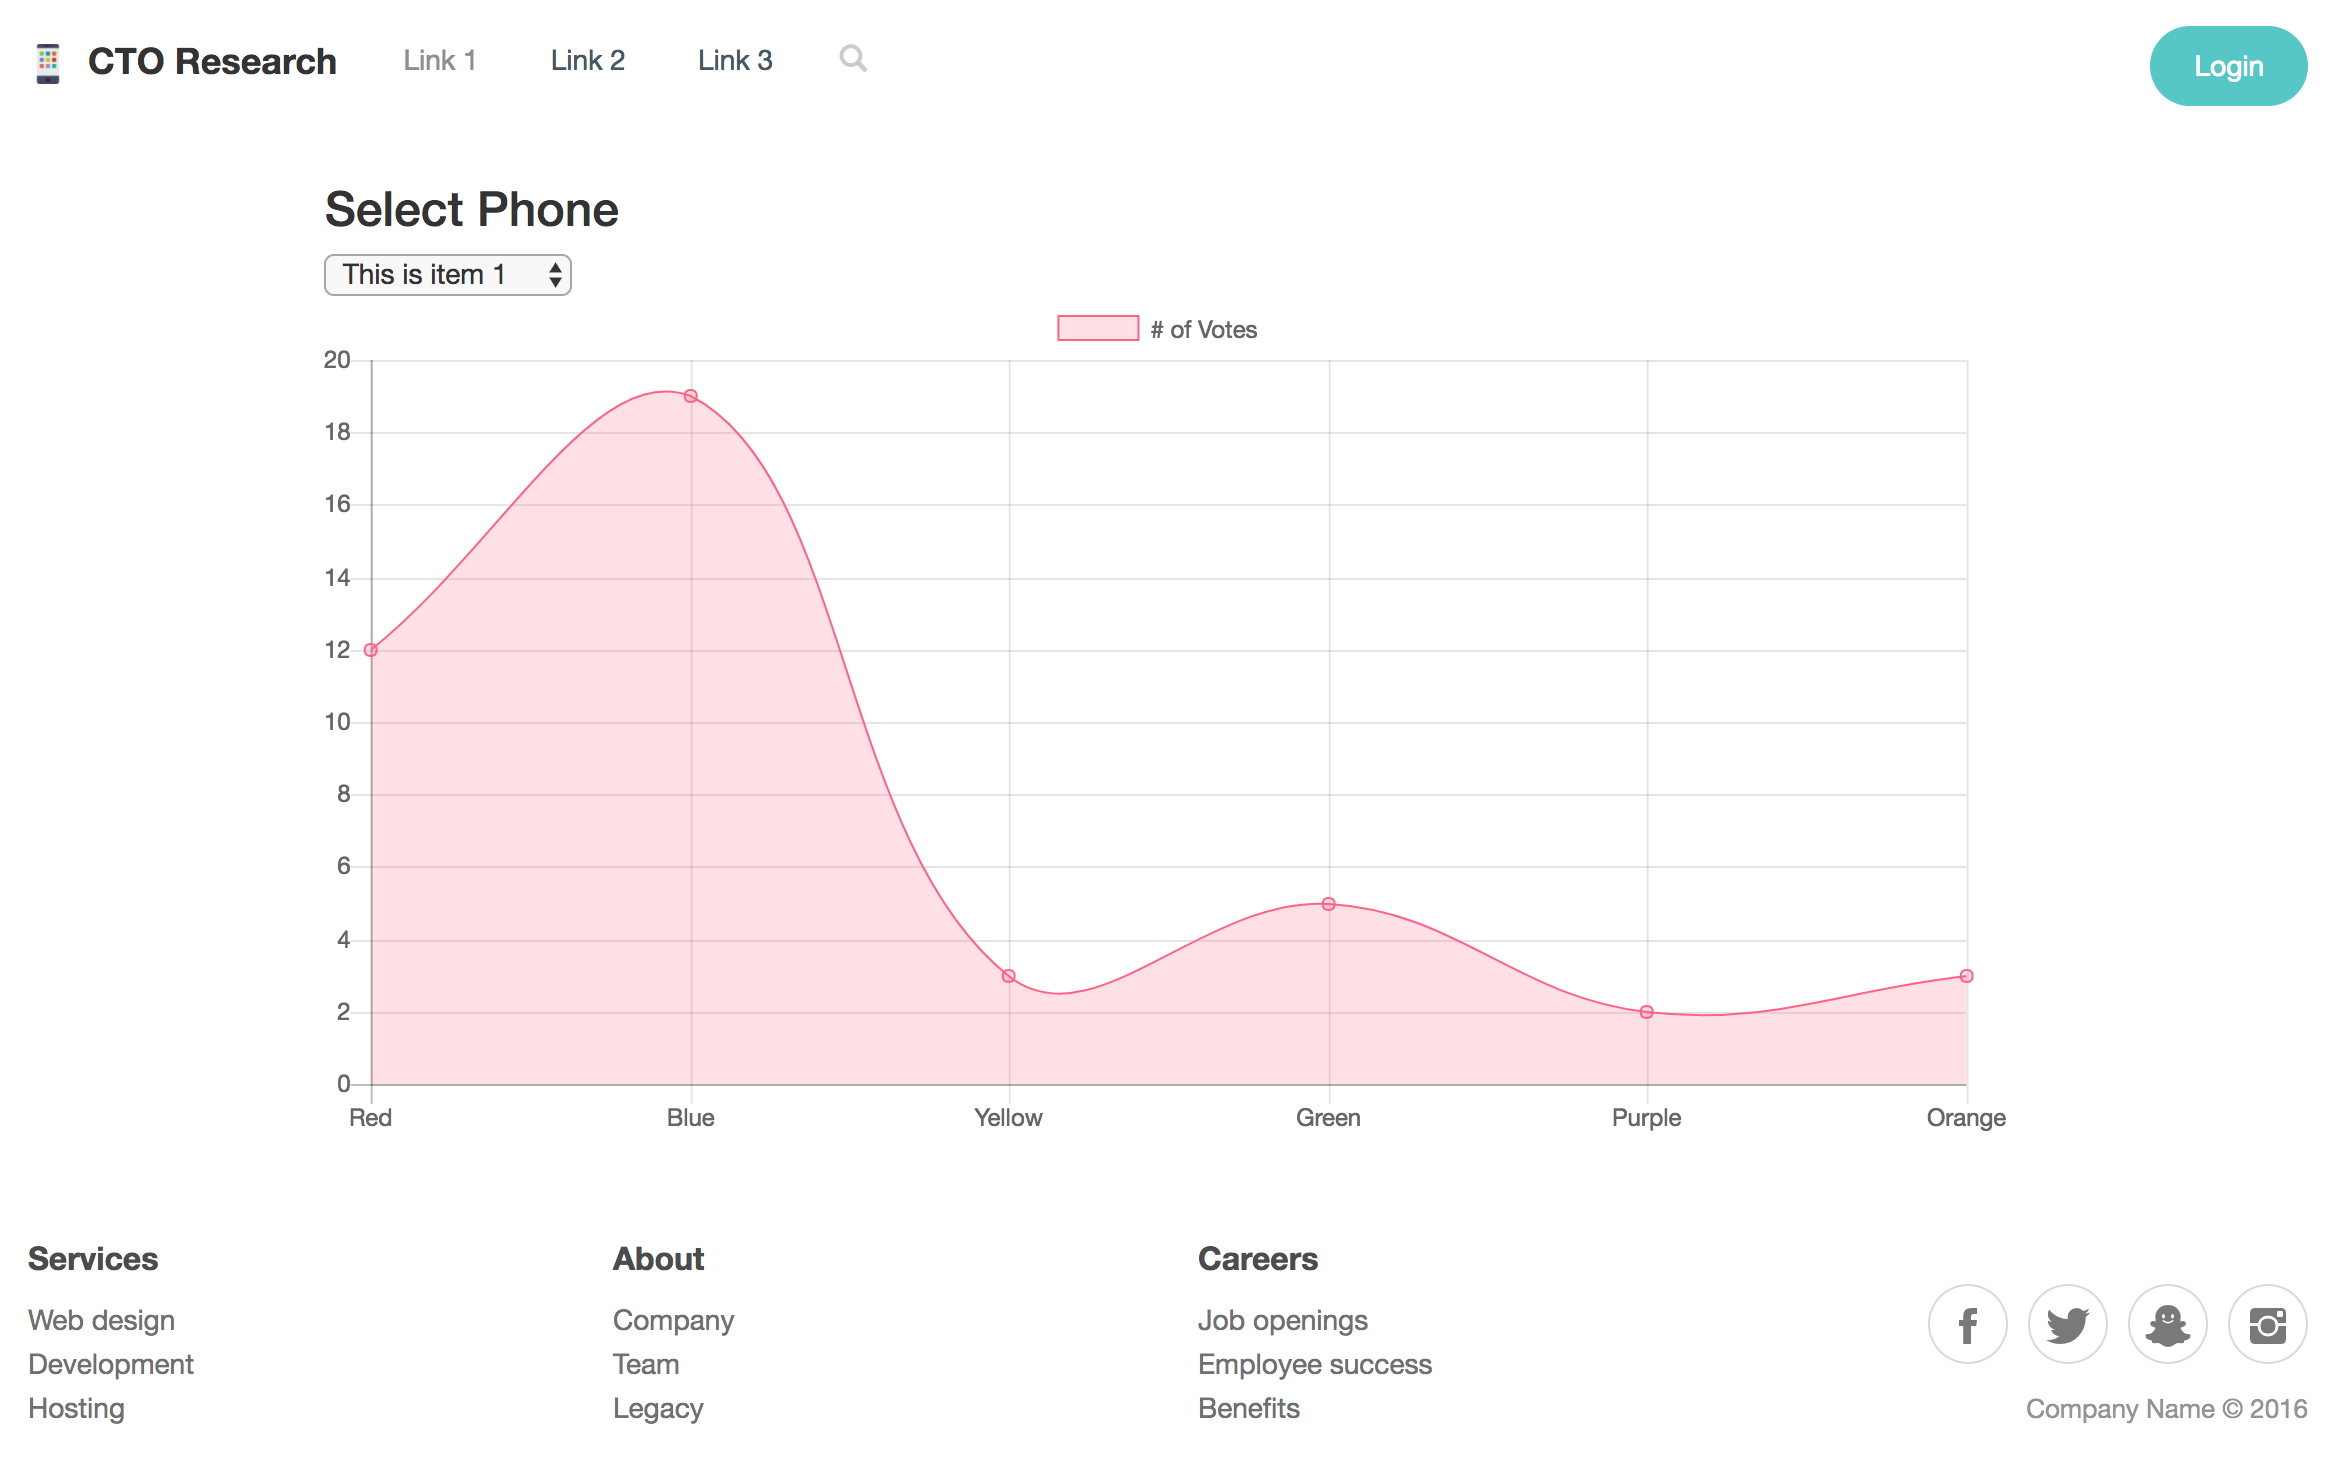 CTO Research Link 1 Link 2 Link 3 Login
Select Phone
This is item 1
# of Votes
20
18
16
14
12
10
8
6
4
2
0
Red Blue Yellow Green Purple Orange
Services
Web design
Development
Hosting
About
Company
Team
Legacy
Careers
Job openings
Employee success
Benefits
Company Name © 2016